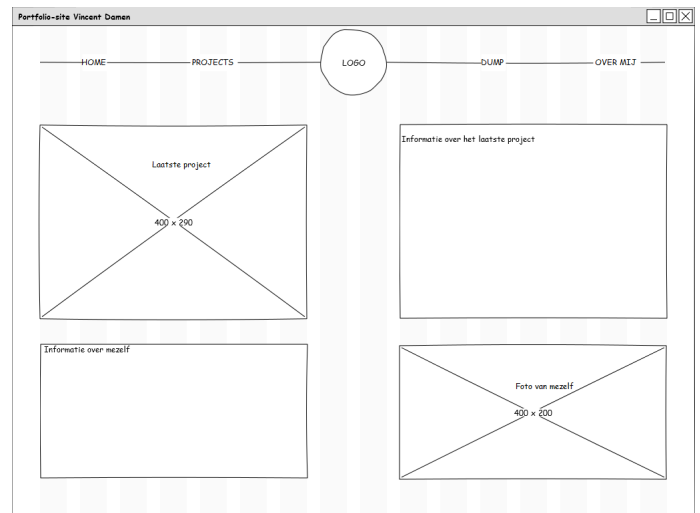 Portfolio-site Vincent Damen
HOME PROJECTS LOGO DUMP OVER MIJ
Laatste project
400 x 290
Informatie over het laatste project
Informatie over mezelf
Foto van mezelf
400 x 200